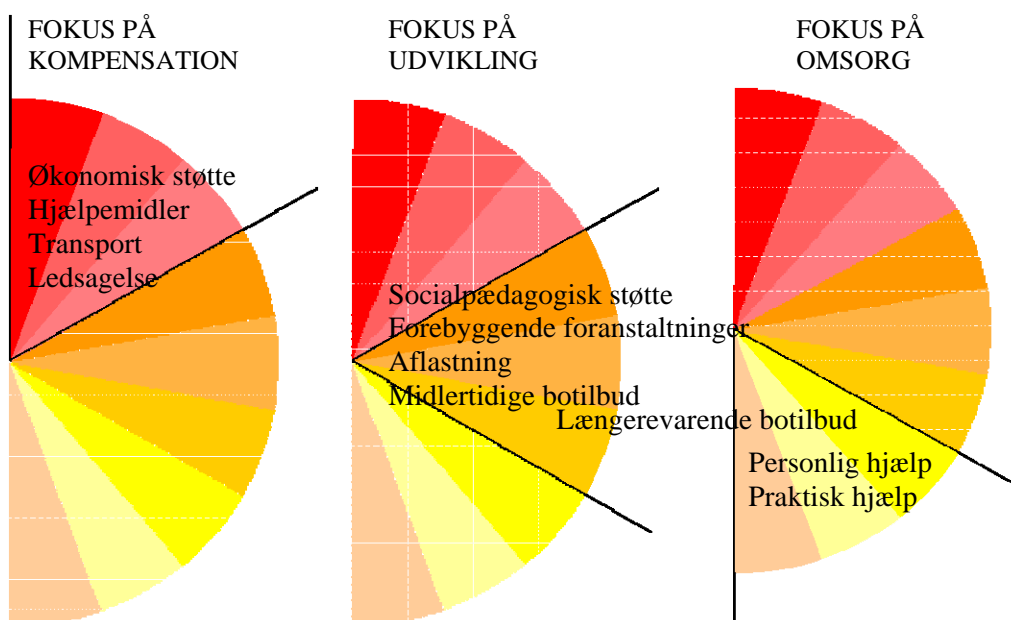 FOKUS PÅ
KOMPENSATION
Økonomisk støtte
Hjælpemidler
Transport
Ledsagelse
FOKUS PÅ
UDVIKLING
Socialpædagogisk støtte
Forebyggende foranstaltninger
Aflastning
Midlertidige botilbud
Længerevarende botilbud
FOKUS PÅ
OMSORG
Personlig hjælp
Praktisk hjælp